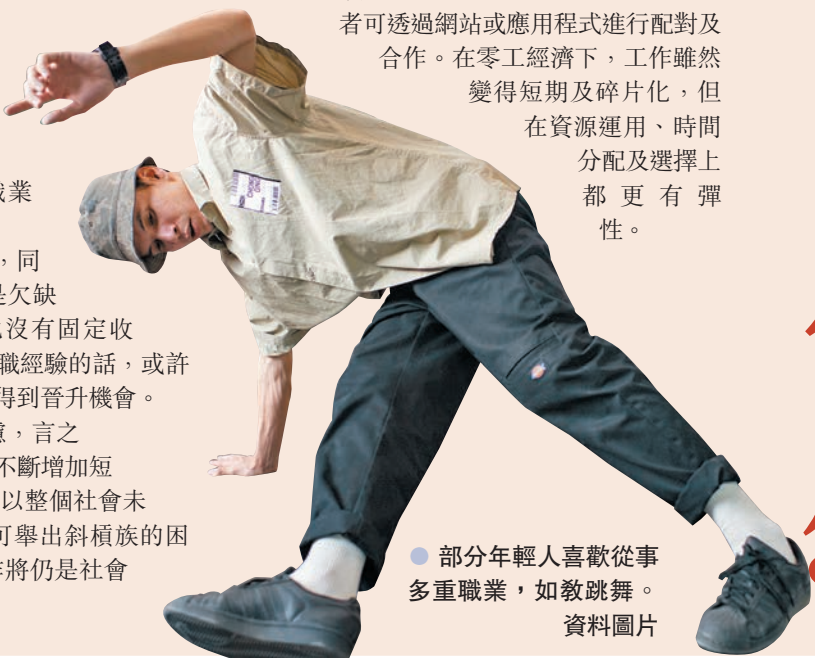 者可透過網站或應用程式進行配對及
合作。在零工經濟下，工作雖然
變得短期及碎片化，但
在資源運用、時間
分配及選擇上
都更有彈
性。
職業
，同
是欠缺
也沒有固定收
職經驗的話，或許
得到晉升機會。
慮，言之
不斷增加短
以整個社會未
可舉出斜槓族的困
作將仍是社會
● 部分年輕人喜歡從事
多重職業，如教跳舞。
資料圖片